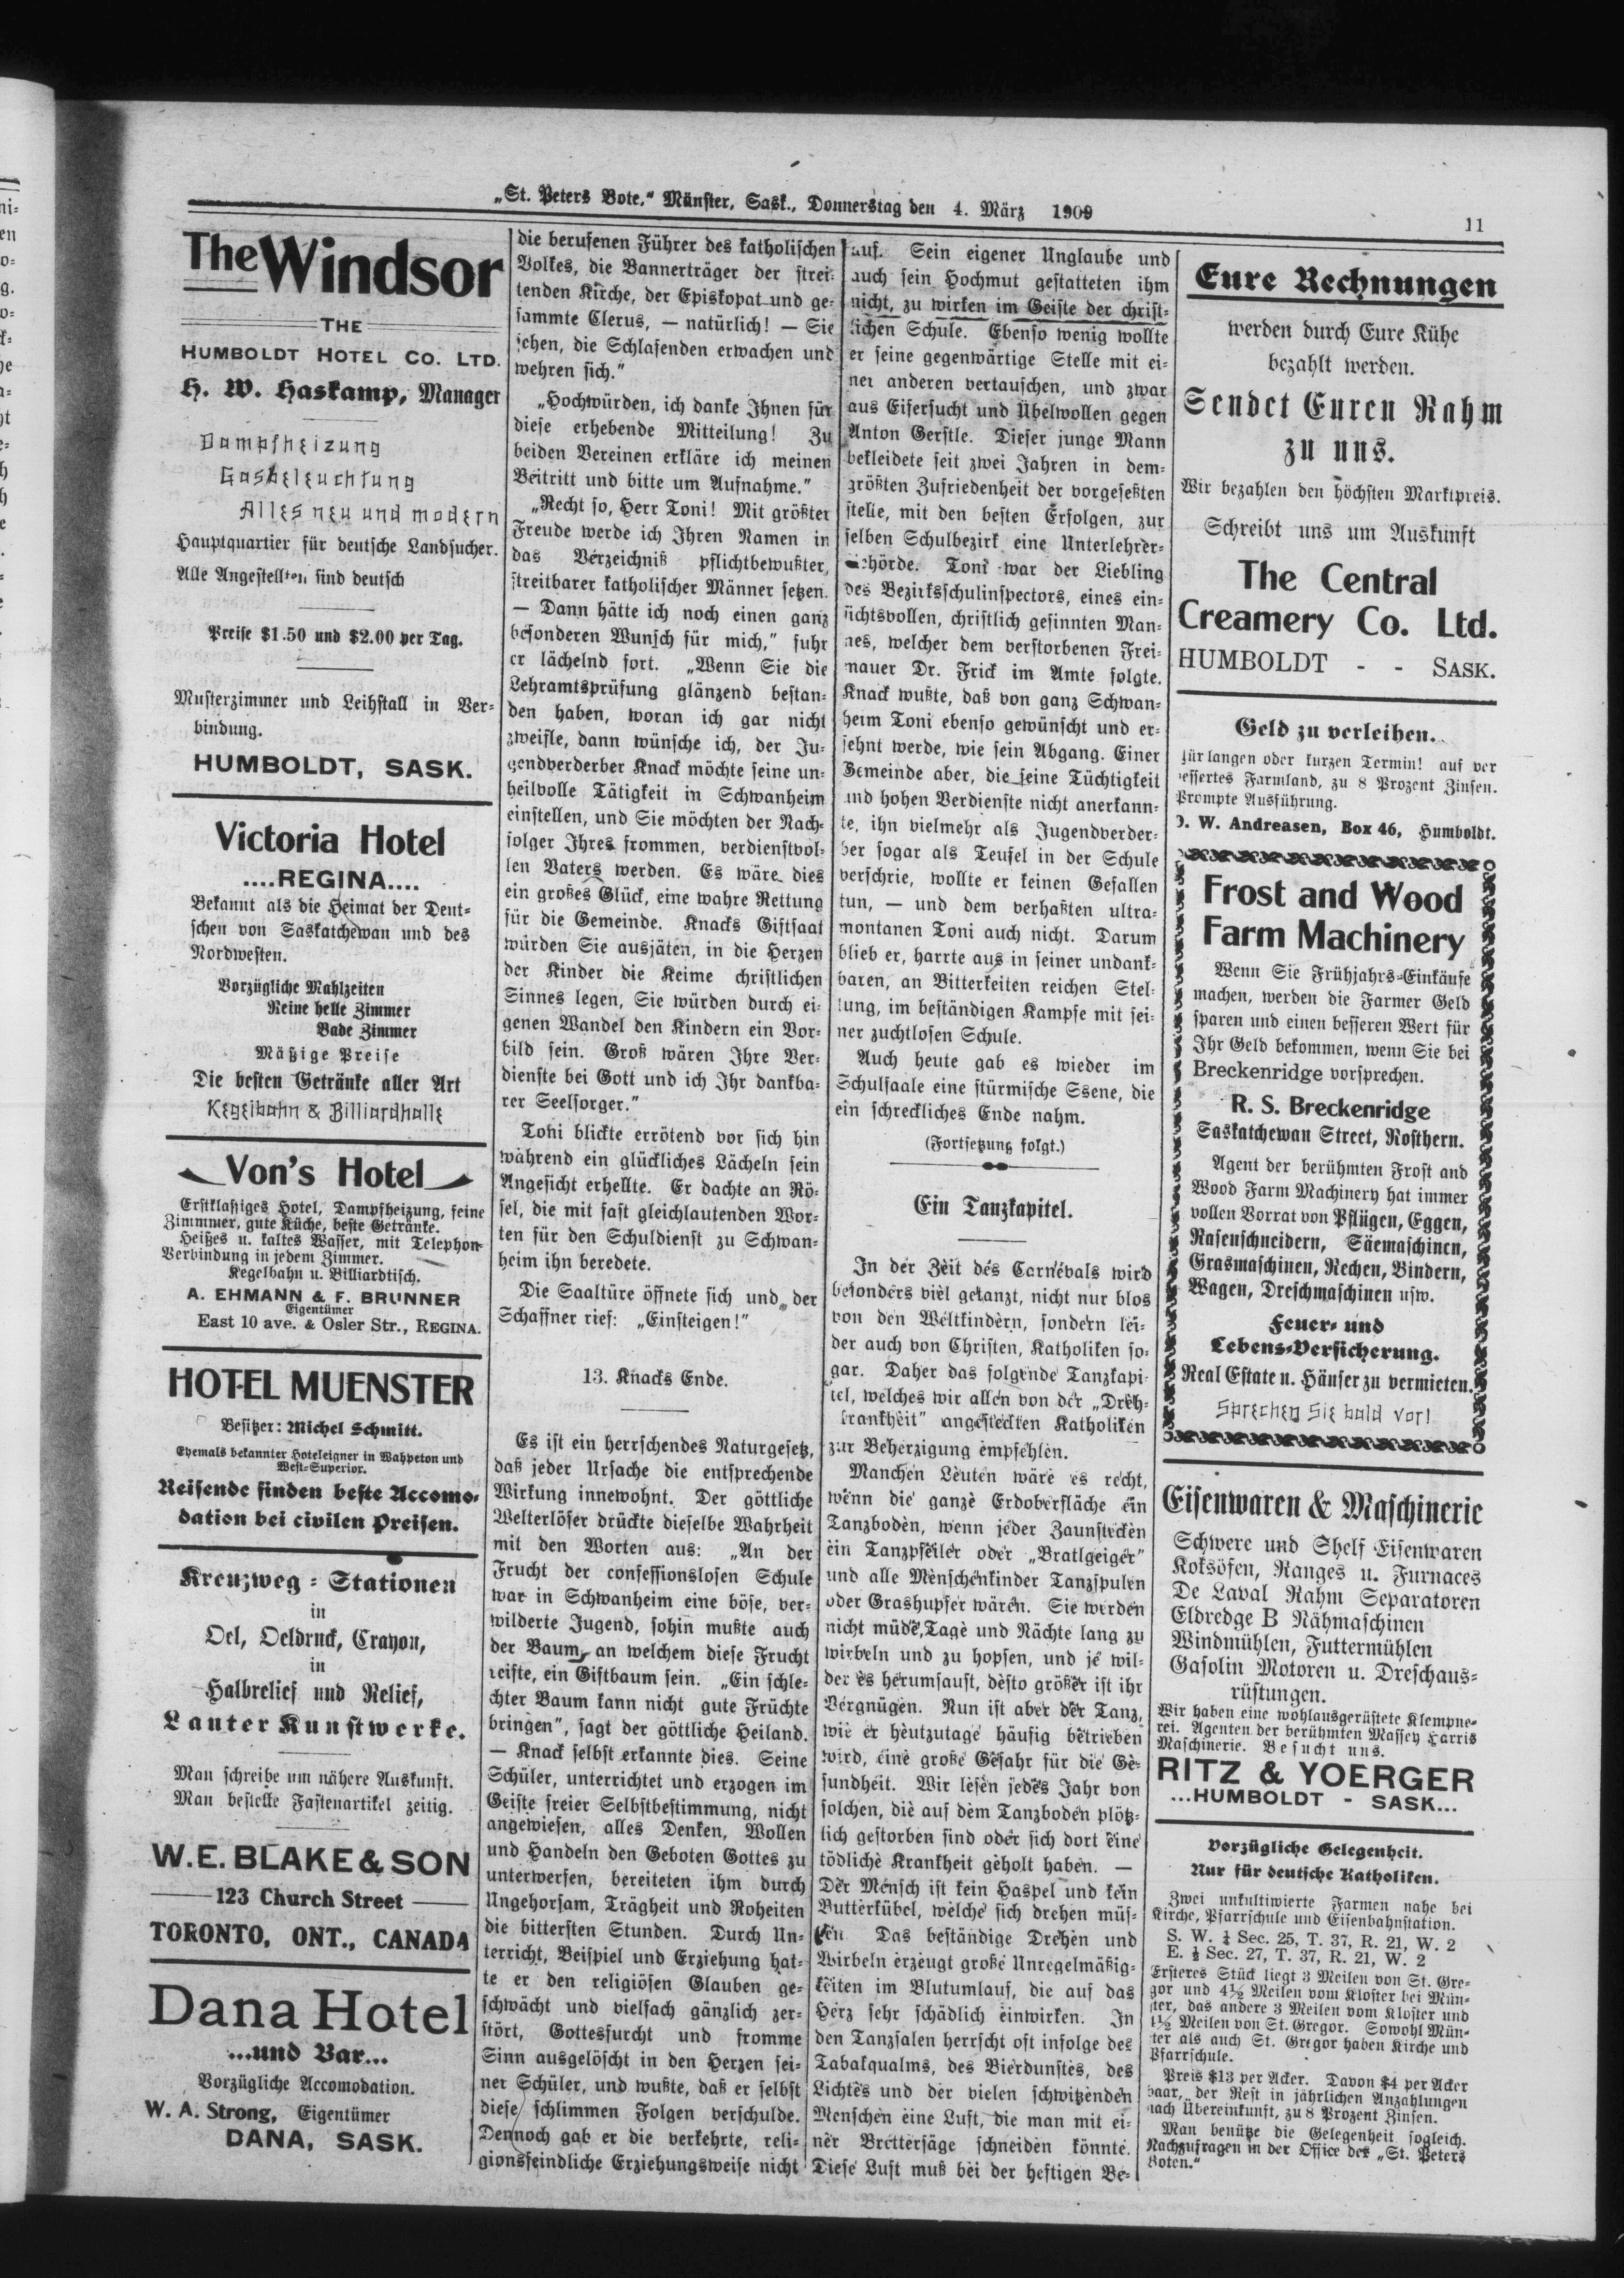 „St. Peters Bote,“ Münster, Sask., Donnerstag den 4. März 1909
11
The Windsor
THE
HUMBOLDT HOTEL CO. LTD.
H. W. Haskamp, Manager
Dampfheizung
Gasbeleuchtung
Alles neu und modern
Hauptquartier für deutsche Landsucher.
Alle Angestellten sind deutsch
Preise $1.50 und $2.00 per Tag.
Musterzimmer und Leihstall in Ver-
bindung.
HUMBOLDT, SASK.
Victoria Hotel
....REGINA....
Bekannt als die Heimat der Deut-
schen von Saskatchewan und des
Nordwesten.
Vorzügliche Mahlzeiten
Reine helle Zimmer
Bade Zimmer
Mäßige Preise
Die besten Getränke aller Art
Kegelbahn & Billiardhalle
Von's Hotel
Erstklassiges Hotel, Dampfheizung, feine
Zimmmer, gute Küche, beste Getränke.
Heißes u. kaltes Wasser, mit Telephon-
Verbindung in jedem Zimmer.
Kegelbahn u. Billiardtisch.
A. EHMANN & F. BRUNNER
Eigentümer
East 10 ave. & Osler Str., REGINA.
HOTEL MUENSTER
Besitzer: Michel Schmitt.
Ehemals bekannter Hoteleigner in Wahpeton und
West-Superior.
Reisende finden beste Accomo-
dation bei civilen Preisen.
Kreuzweg-Stationen
in
Oel, Oeldruck, Crayon,
in
Halbrelief und Relief,
Lauter Kunstwerke.
Man schreibe um nähere Auskunft.
Man bestelle Fastenartikel zeitig.
W. E. BLAKE & SON
123 Church Street
TORONTO, ONT., CANADA
Dana Hotel
...und Bar...
Vorzügliche Accomodation.
W. A. Strong, Eigentümer
DANA, SASK.
die berufenen Führer des katholischen
Volkes, die Bannerträger der strei-
tenden Kirche, der Episkopat und ge-
sammte Clerus, — natürlich! — Sie
sehen, die Schlafenden erwachen und
wehren sich.“
„Hochwürden, ich danke Ihnen für
diese erhebende Mitteilung! Zu
beiden Vereinen erkläre ich meinen
Beitritt und bitte um Aufnahme.“
„Recht so, Herr Toni! Mit größter
Freude werde ich Ihren Namen in
das Verzeichniß pflichtbewußter,
streitbarer katholischer Männer setzen.
— Dann hätte ich noch einen ganz
besonderen Wunsch für mich,“ fuhr
er lächelnd fort. „Wenn Sie die
Lehramtsprüfung glänzend bestan-
den haben, woran ich gar nicht
zweifle, dann wünsche ich, der Ju-
gendverderber Knack möchte seine un-
heilvolle Tätigkeit in Schwanheim
einstellen, und Sie möchten der Nach-
folger Ihres frommen, verdienstvol-
len Vaters werden. Es wäre dies
ein großes Glück, eine wahre Rettung
für die Gemeinde. Knacks Giftsaat
würden Sie ausjäten, in die Herzen
der Kinder die Keime christlichen
Sinnes legen, Sie würden durch ei-
genen Wandel den Kindern ein Vor-
bild sein. Groß wären Ihre Ver-
dienste bei Gott und ich Ihr dankba-
rer Seelsorger.“
Toni blickte errötend vor sich hin
während ein glückliches Lächeln sein
Angesicht erhellte. Er dachte an Rö-
sel, die mit fast gleichlautenden Wor-
ten für den Schuldienst zu Schwan-
heim ihn beredete.
Die Saaltüre öffnete sich und der
Schaffner rief: „Einsteigen!“
13. Knacks Ende.
Es ist ein herrschendes Naturgesetz,
daß jeder Ursache die entsprechende
Wirkung innewohnt. Der göttliche
Welterlöser drückte dieselbe Wahrheit
mit den Worten aus: „An der
Frucht der confessionslosen Schule
war in Schwanheim eine böse, ver-
wilderte Jugend, sohin mußte auch
der Baum, an welchem diese Frucht
reifte, ein Giftbaum sein. „Ein schle-
chter Baum kann nicht gute Früchte
bringen“, sagt der göttliche Heiland.
— Knack selbst erkannte dies. Seine
Schüler, unterrichtet und erzogen im
Geiste freier Selbstbestimmung, nicht
angewiesen, alles Denken, Wollen
und Handeln den Geboten Gottes zu
unterwerfen, bereiteten ihm durch
Ungehorsam, Trägheit und Roheiten
die bittersten Stunden. Durch Un-
terricht, Beispiel und Erziehung hat-
te er den religiösen Glauben ge-
schwächt und vielfach gänzlich zer-
stört, Gottesfurcht und fromme
Sinn ausgelöscht in den Herzen sei-
ner Schüler, und wußte, daß er selbst
diese schlimmen Folgen verschulde.
Dennoch gab er die verkehrte, reli-
gionsfeindliche Erziehungsweise nicht
auf. Sein eigener Unglaube und
auch sein Hochmut gestatteten ihm
nicht, zu wirken im Geiste der christ-
lichen Schule. Ebenso wenig wollte
er seine gegenwärtige Stelle mit ei-
ner anderen vertauschen, und zwar
aus Eifersucht und Übelwollen gegen
Anton Gerstle. Dieser junge Mann
bekleidete seit zwei Jahren in dem-
größten Zufriedenheit der vorgesetzten
stelle, mit den besten Erfolgen, zur
selben Schulbezirk eine Unterlehrer-
behörde. Toni war der Liebling
des Bezirksschulinspectors, eines ein-
sichtsvollen, christlich gesinnten Man-
nes, welcher dem verstorbenen Frei-
mauer Dr. Frick im Amte folgte.
Knack wußte, daß von ganz Schwan-
heim Toni ebenso gewünscht und er-
sehnt werde, wie sein Abgang. Einer
Gemeinde aber, die seine Tüchtigkeit
und hohen Verdienste nicht anerkann-
te, ihn vielmehr als Jugendverder-
ber sogar als Teufel in der Schule
verschrie, wollte er keinen Gefallen
tun, — und dem verhaßten ultra-
montanen Toni auch nicht. Darum
blieb er, harrte aus in seiner undank-
baren, an Bitterkeiten reichen Stel-
lung, im beständigen Kampfe mit sei-
ner zuchtlosen Schule.
Auch heute gab es wieder im
Schulsaale eine stürmische Ssene, die
ein schreckliches Ende nahm.
(Fortsetzung folgt.)
Ein Tanzkapitel.
In der Zeit des Carnevals wird
besonders viel getanzt, nicht nur blos
von den Weltkindern, sondern lei-
der auch von Christen, Katholiken so-
gar. Daher das folgende Tanzkapi-
tel, welches wir allen von der „Dreh-
krankheit“ angesteckten Katholiken
zur Beherzigung empfehlen.
Manchen Leuten wäre es recht,
wenn die ganze Erdoberfläche ein
Tanzboden, wenn jeder Zaunstecken
ein Tanzpfeiler oder „Bratlgeiger“
und alle Menschenkinder Tanzspulen
oder Grashupfer wären. Sie werden
nicht müde, Tage und Nächte lang zu
wirbeln und zu hopfen, und je wil-
der es herumsaust, desto größer ist ihr
Vergnügen. Nun ist aber der Tanz,
wie er heutzutage häufig betrieben
wird, eine große Gefahr für die Ge-
sundheit. Wir lesen jedes Jahr von
solchen, die auf dem Tanzboden plötz-
lich gestorben sind oder sich dort eine
tödliche Krankheit geholt haben. —
Der Mensch ist kein Haspel und kein
Butterkübel, welche sich drehen müs-
sen. Das beständige Drehen und
Wirbeln erzeugt große Unregelmäßig-
keiten im Blutumlauf, die auf das
Herz sehr schädlich einwirken. In
den Tanzsalen herrscht oft infolge des
Tabakqualms, des Bierdunstes, des
Lichtes und der vielen schwitzenden
Menschen eine Luft, die man mit ei-
ner Brettersäge schneiden könnte.
Diese Luft muß bei der heftigen Be-
Eure Rechnungen
werden durch Eure Kühe
bezahlt werden.
Sendet Euren Rahm
zu uns.
Wir bezahlen den höchsten Marktpreis.
Schreibt uns um Auskunft
The Central
Creamery Co. Ltd.
HUMBOLDT - - SASK.
Geld zu verleihen.
für langen oder kurzen Termin! auf ver
bessertes Farmland, zu 8 Prozent Zinsen.
Prompte Ausführung.
O. W. Andreasen, Box 46, Humboldt.
Frost and Wood
Farm Machinery
Wenn Sie Frühjahrs-Einkäufe
machen, werden die Farmer Geld
sparen und einen besseren Wert für
Ihr Geld bekommen, wenn Sie bei
Breckenridge vorsprechen.
R. S. Breckenridge
Saskatchewan Street, Rosthern.
Agent der berühmten Frost and
Wood Farm Machinery hat immer
vollen Vorrat von Pflügen, Eggen,
Rasenschneidern, Säemaschinen,
Grasmaschinen, Rechen, Bindern,
Wagen, Dreschmaschinen usw.
Feuer- und
Lebens-Versicherung.
Real Estate u. Häuser zu vermieten.
Sprechen Sie bald vor!
Eisenwaren & Maschinerie
Schwere und Shelf Eisenwaren
Koksöfen, Ranges u. Furnaces
De Laval Rahm Separatoren
Eldredge B Nähmaschinen
Windmühlen, Futtermühlen
Gasolin Motoren u. Dreschaus-
rüstungen.
Wir haben eine wohlausgerüstete Klempne-
rei. Agenten der berühmten Massey Harris
Maschinerie. Besucht uns.
RITZ & YOERGER
...HUMBOLDT - SASK...
Vorzügliche Gelegenheit.
Nur für deutsche Katholiken.
Zwei unkultivierte Farmen nahe bei
Kirche, Pfarrschule und Eisenbahnstation.
S. W. ¼ Sec. 25, T. 37, R. 21, W. 2
E. ½ Sec. 27, T. 37, R. 21, W. 2
Ersteres Stück liegt 3 Meilen von St. Gre-
gor und 4½ Meilen vom Kloster bei Mün-
ster, das andere 3 Meilen vom Kloster und
4½ Meilen von St. Gregor. Sowohl Mün-
ster als auch St. Gregor haben Kirche und
Pfarrschule.
Preis $13 per Acker. Davon $4 per Acker
baar, der Rest in jährlichen Anzahlungen
nach Übereinkunft, zu 8 Prozent Zinsen.
Man benütze die Gelegenheit sogleich.
Nachzufragen in der Office des „St. Peters
Boten.“